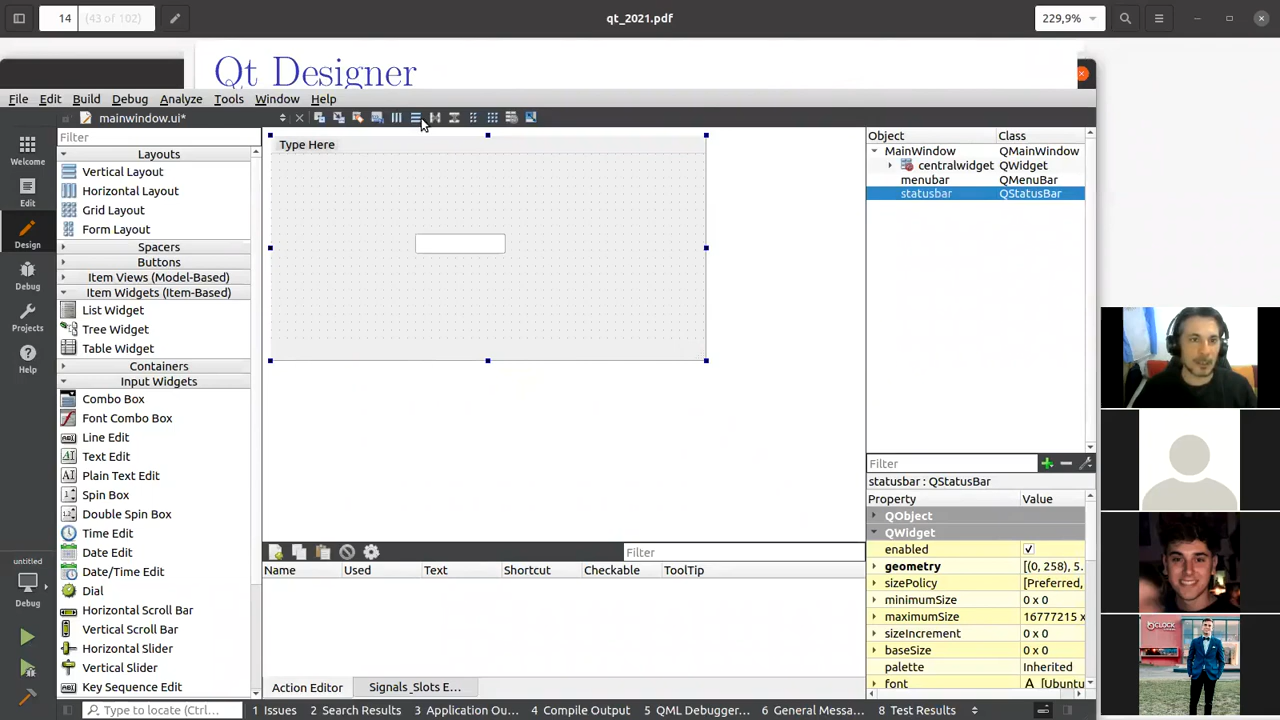 14
(43 of 102)
qt_2021.pdf
229,9%
Qt Designer
File Edit Build Debug Analyze Tools Window Help
mainwindow.ui*
Welcome
Edit
Design
Debug
Projects
Help
untitled
Debug
Filter
Layouts
Vertical Layout
Horizontal Layout
Grid Layout
Form Layout
Spacers
Buttons
Item Views (Model-Based)
Item Widgets (Item-Based)
List Widget
Tree Widget
Table Widget
Containers
Input Widgets
Combo Box
Font Combo Box
Line Edit
Text Edit
Plain Text Edit
Spin Box
Double Spin Box
Time Edit
Date Edit
Date/Time Edit
Dial
Horizontal Scroll Bar
Vertical Scroll Bar
Horizontal Slider
Vertical Slider
Key Sequence Edit
Type Here
Filter
Name Used Text Shortcut Checkable ToolTip
Action Editor Signals_Slots E...
Object Class
MainWindow QMainWindow
centralwidget QWidget
menubar QMenuBar
statusbar QStatusBar
Filter
statusbar : QStatusBar
Property Value
QObject
QWidget
enabled
geometry [(0, 258), 5.
sizePolicy [Preferred,
minimumSize 0 x 0
maximumSize 16777215 x
sizeIncrement 0 x 0
baseSize 0 x 0
palette Inherited
font A [Ubuntu
Type to locate (Ctrl...
1 Issues 2 Search Results 3 Application Ou... 4 Compile Output 5 QML Debugger... 6 General Messa... 8 Test Results